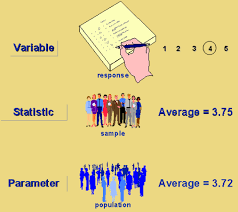 Variable
1 2 3 4 5
response
Statistic
Average = 3.75
sample
Parameter
Average = 3.72
population